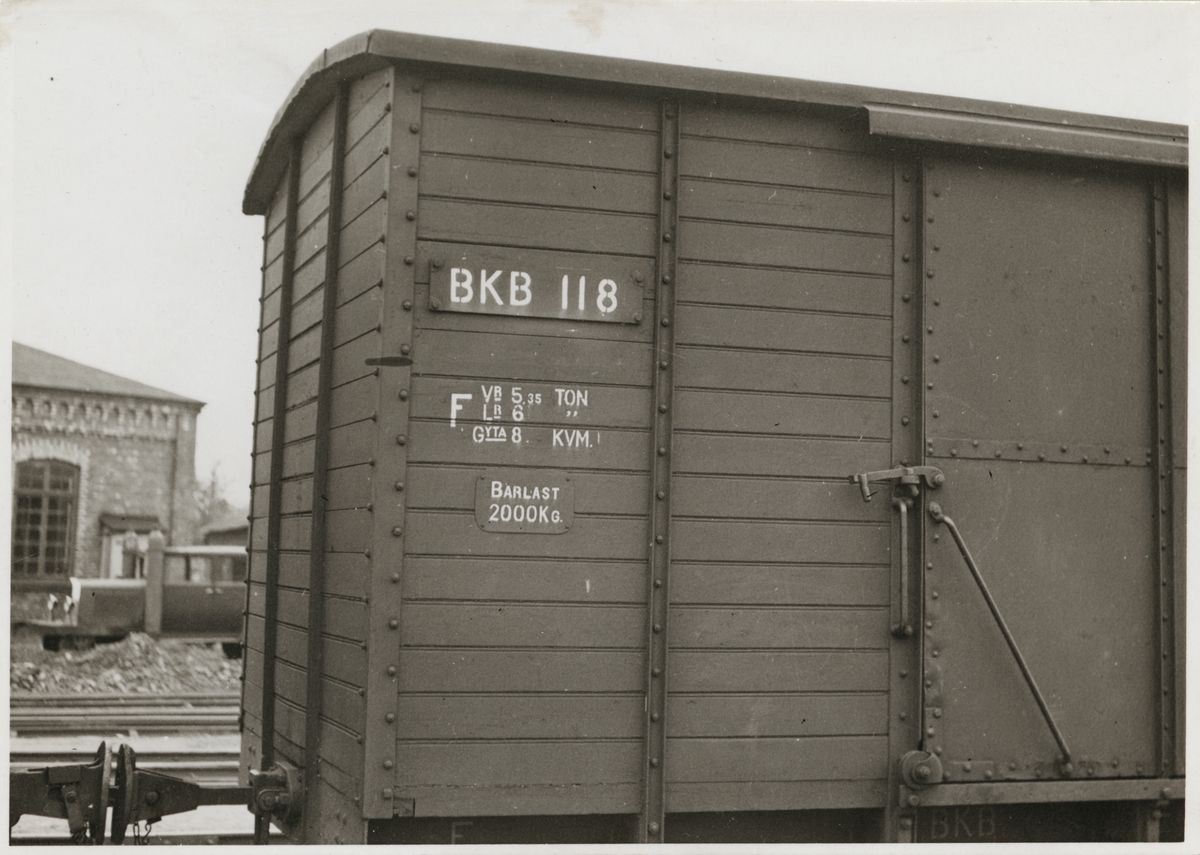 BKB 118
F VB 5,35 TON
LB 6 ”
GYTA 8. KVM.
BARLAST
2000KG.
F
BKB